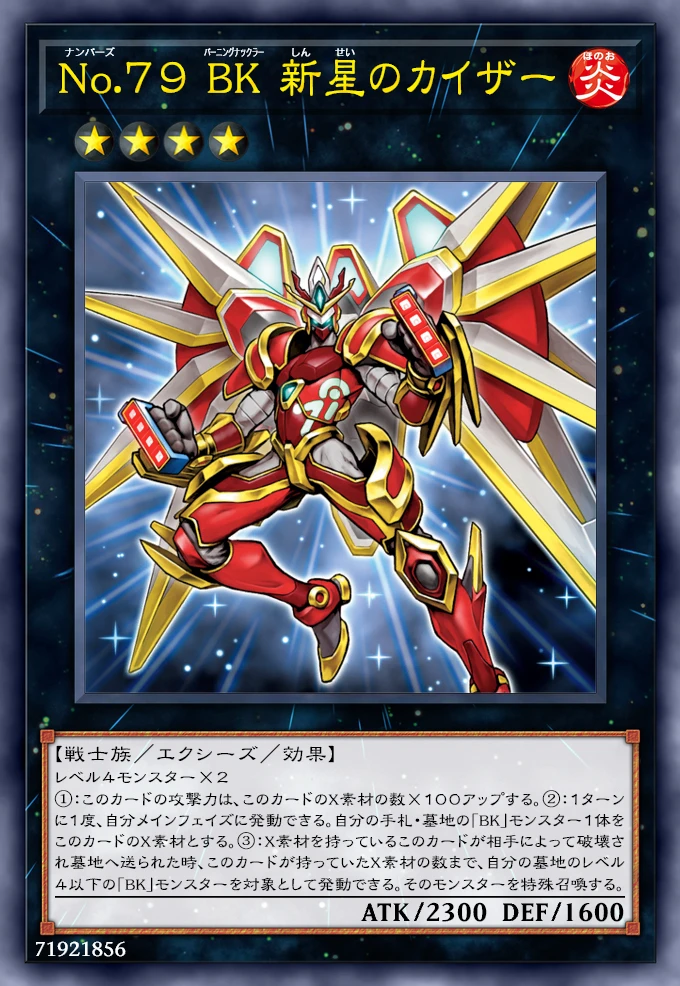 ナンバーズ バーニングナックラー しん せい
No.79 BK 新星のカイザー
ほのお
炎
【戦士族／エクシーズ／効果】
レベル4モンスター×2
①:このカードの攻撃力は、このカードのX素材の数×100アップする。②:1ターン
に1度、自分メインフェイズに発動できる。自分の手札・墓地の「BK」モンスター1体を
このカードのX素材とする。③:X素材を持っているこのカードが相手によって破壊さ
れ墓地へ送られた時、このカードが持っていたX素材の数まで、自分の墓地のレベル
4以下の「BK」モンスターを対象として発動できる。そのモンスターを特殊召喚する。
ATK/2300 DEF/1600
71921856